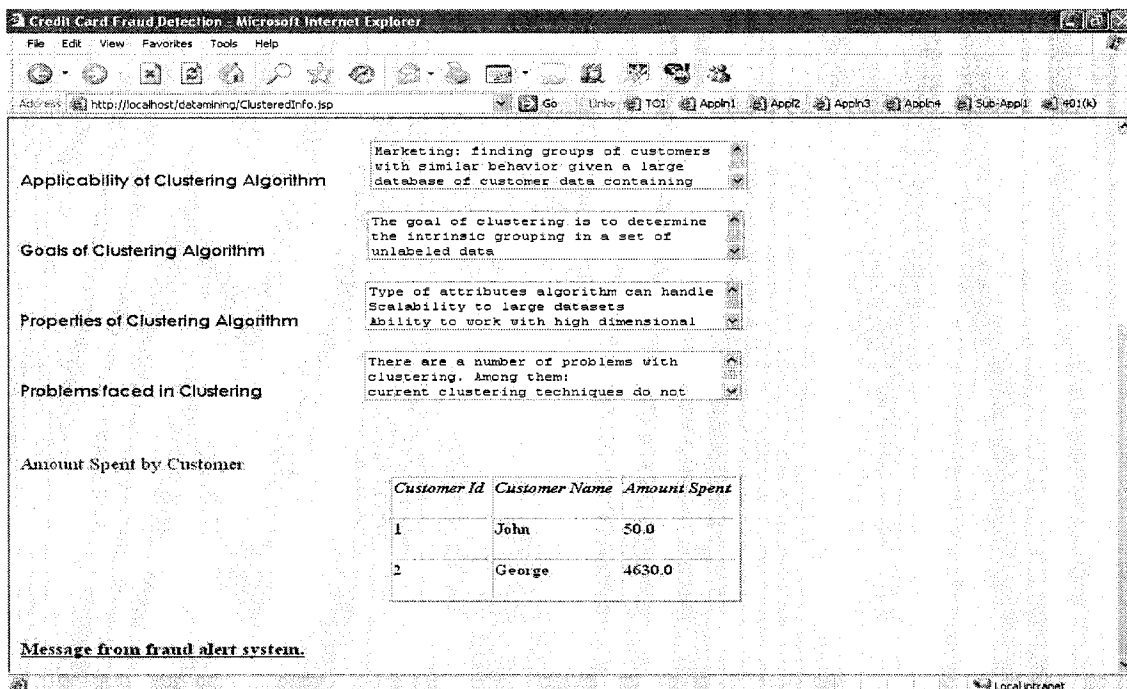 Credit Card Fraud Detection - Microsoft Internet Explorer
File Edit View Favorites Tools Help
Address http://localhost/datamining/ClusteredInfo.jsp Go Links TOI Appln1 Appl2 Appln3 Appln4 Sub-Appl1 401(k)
Applicability of Clustering Algorithm
Marketing: finding groups of customers
with similar behavior given a large
database of customer data containing
Goals of Clustering Algorithm
The goal of clustering is to determine
the intrinsic grouping in a set of
unlabeled data
Properties of Clustering Algorithm
Type of attributes algorithm can handle
Scalability to large datasets
Ability to work with high dimensional
Problems faced in Clustering
There are a number of problems with
clustering. Among them:
current clustering techniques do not
Amount Spent by Customer
Customer Id Customer Name Amount Spent
1 John 50.0
2 George 4630.0
Message from fraud alert system.
Local intranet